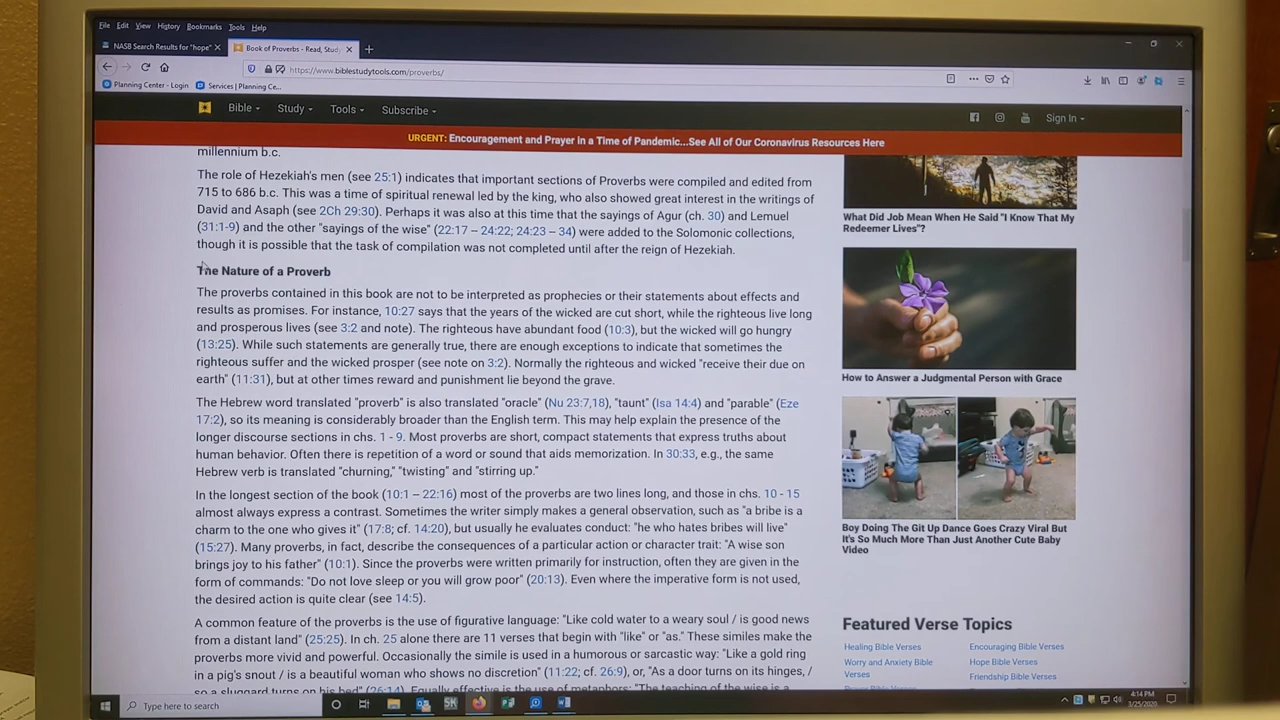 File Edit View History Bookmarks Tools Help
NASB Search Results for "hope" ×
Book of Proverbs - Read, Stud ×
https://www.biblestudytools.com/proverbs/
Planning Center - Login
Services | Planning Ce...
Bible Study Tools Subscribe
Sign In
URGENT: Encouragement and Prayer in a Time of Pandemic...See All of Our Coronavirus Resources Here
millennium b.c.
The role of Hezekiah's men (see 25:1) indicates that important sections of Proverbs were compiled and edited from
715 to 686 b.c. This was a time of spiritual renewal led by the king, who also showed great interest in the writings of
David and Asaph (see 2Ch 29:30). Perhaps it was also at this time that the sayings of Agur (ch. 30) and Lemuel
(31:1-9) and the other "sayings of the wise" (22:17 – 24:22; 24:23 – 34) were added to the Solomonic collections,
though it is possible that the task of compilation was not completed until after the reign of Hezekiah.
The Nature of a Proverb
The proverbs contained in this book are not to be interpreted as prophecies or their statements about effects and
results as promises. For instance, 10:27 says that the years of the wicked are cut short, while the righteous live long
and prosperous lives (see 3:2 and note). The righteous have abundant food (10:3), but the wicked will go hungry
(13:25). While such statements are generally true, there are enough exceptions to indicate that sometimes the
righteous suffer and the wicked prosper (see note on 3:2). Normally the righteous and wicked "receive their due on
earth" (11:31), but at other times reward and punishment lie beyond the grave.
The Hebrew word translated "proverb" is also translated "oracle" (Nu 23:7,18), "taunt" (Isa 14:4) and "parable" (Eze
17:2), so its meaning is considerably broader than the English term. This may help explain the presence of the
longer discourse sections in chs. 1 - 9. Most proverbs are short, compact statements that express truths about
human behavior. Often there is repetition of a word or sound that aids memorization. In 30:33, e.g., the same
Hebrew verb is translated "churning," "twisting" and "stirring up."
In the longest section of the book (10:1 – 22:16) most of the proverbs are two lines long, and those in chs. 10 - 15
almost always express a contrast. Sometimes the writer simply makes a general observation, such as "a bribe is a
charm to the one who gives it" (17:8; cf. 14:20), but usually he evaluates conduct: "he who hates bribes will live"
(15:27). Many proverbs, in fact, describe the consequences of a particular action or character trait: "A wise son
brings joy to his father" (10:1). Since the proverbs were written primarily for instruction, often they are given in the
form of commands: "Do not love sleep or you will grow poor" (20:13). Even where the imperative form is not used,
the desired action is quite clear (see 14:5).
A common feature of the proverbs is the use of figurative language: "Like cold water to a weary soul / is good news
from a distant land" (25:25). In ch. 25 alone there are 11 verses that begin with "like" or "as." These similes make the
proverbs more vivid and powerful. Occasionally the simile is used in a humorous or sarcastic way: "Like a gold ring
in a pig's snout / is a beautiful woman who shows no discretion" (11:22; cf. 26:9), or, "As a door turns on its hinges, /
so a sluggard turns on his bed" (26:14). Equally effective is the use of metaphors: "The teaching of the wise is a
What Did Job Mean When He Said "I Know That My
Redeemer Lives"?
How to Answer a Judgmental Person with Grace
Boy Doing The Git Up Dance Goes Crazy Viral But
It's So Much More Than Just Another Cute Baby
Video
Featured Verse Topics
Healing Bible Verses
Encouraging Bible Verses
Worry and Anxiety Bible
Verses
Hope Bible Verses
Friendship Bible Verses
Type here to search
4:14 PM
3/25/2020